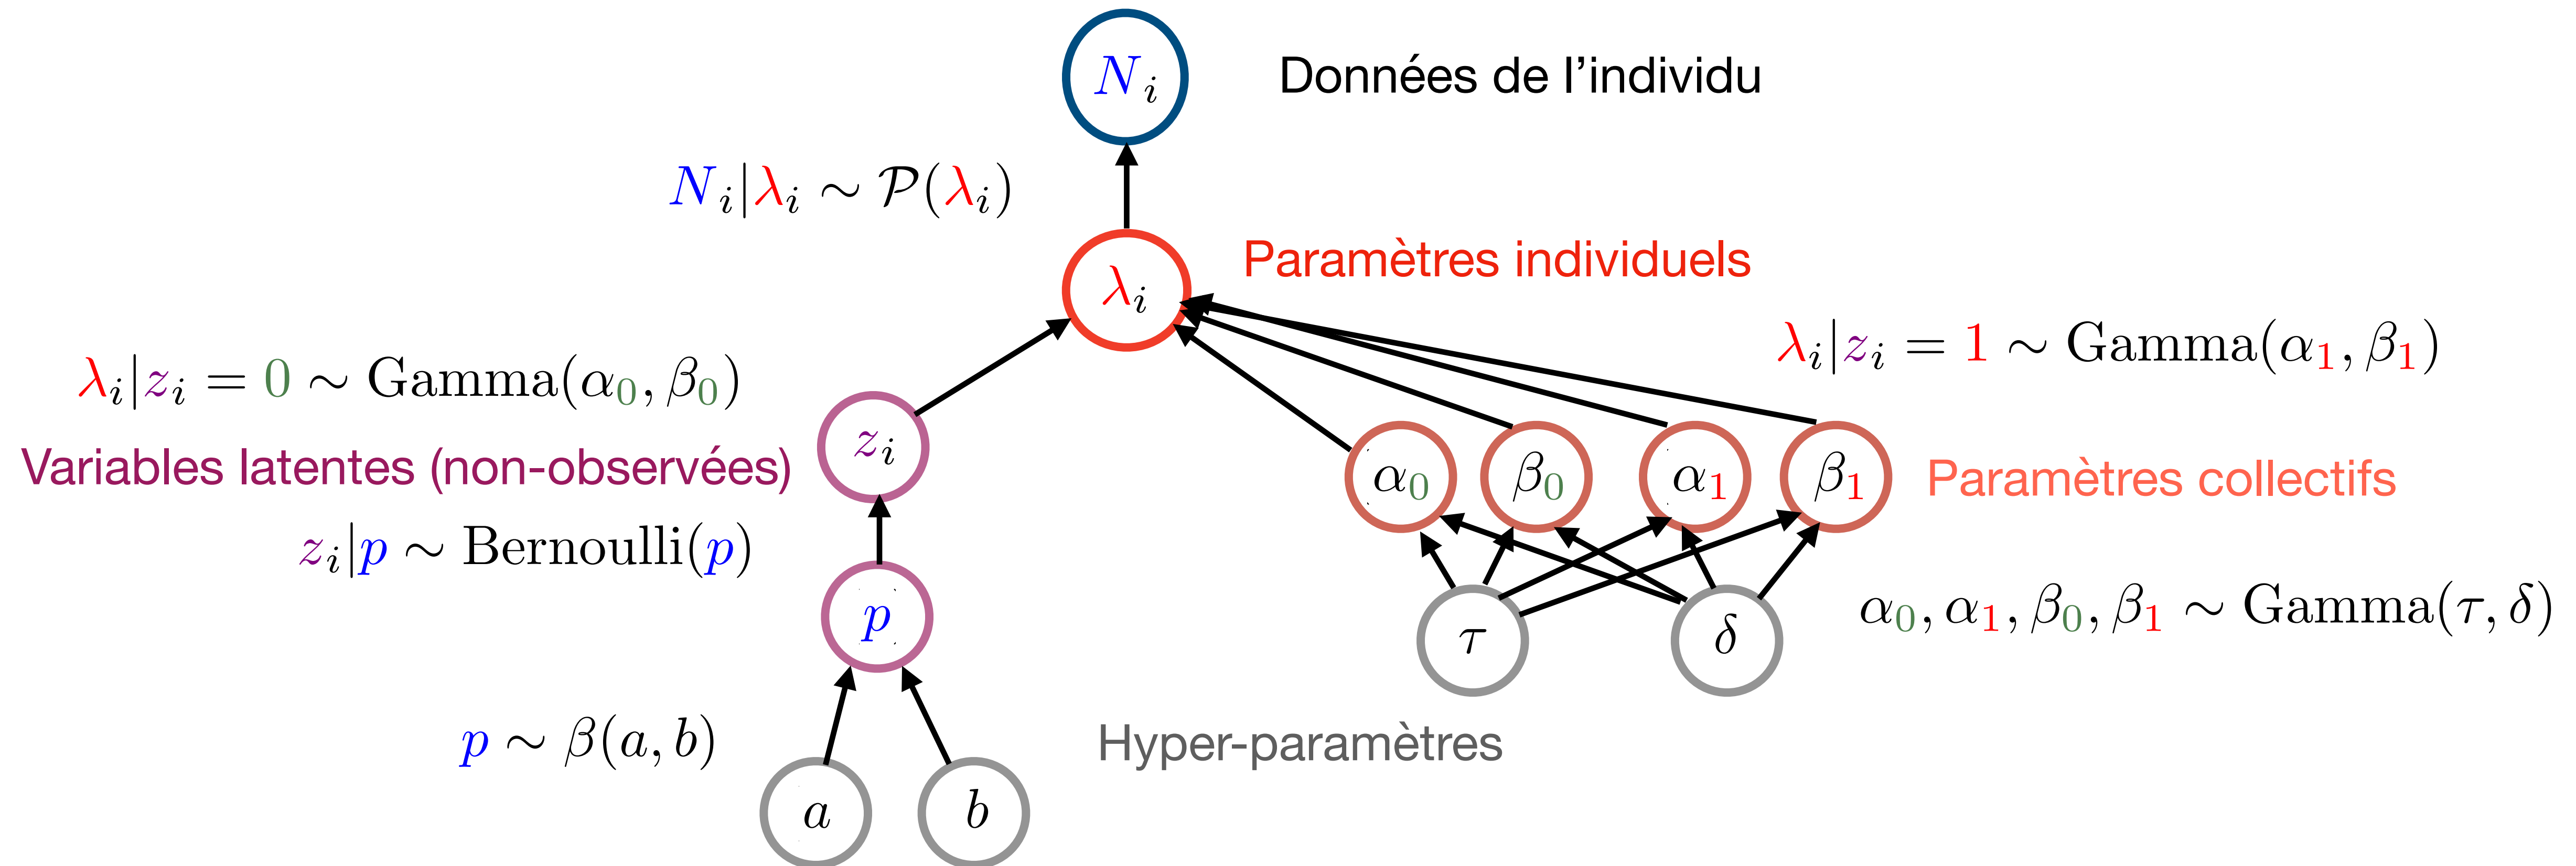 N_i
Données de l'individu
N_i|λ_i ∼ 𝒫(λ_i)
Paramètres individuels
λ_i
λ_i|z_i = 1 ∼ Gamma(α_1, β_1)
λ_i|z_i = 0 ∼ Gamma(α_0, β_0)
z_i
Variables latentes (non-observées)
α_0 β_0 α_1 β_1
Paramètres collectifs
z_i|p ∼ Bernoulli(p)
p
τ δ
α_0, α_1, β_0, β_1 ∼ Gamma(τ, δ)
p ∼ β(a, b)
Hyper-paramètres
a b